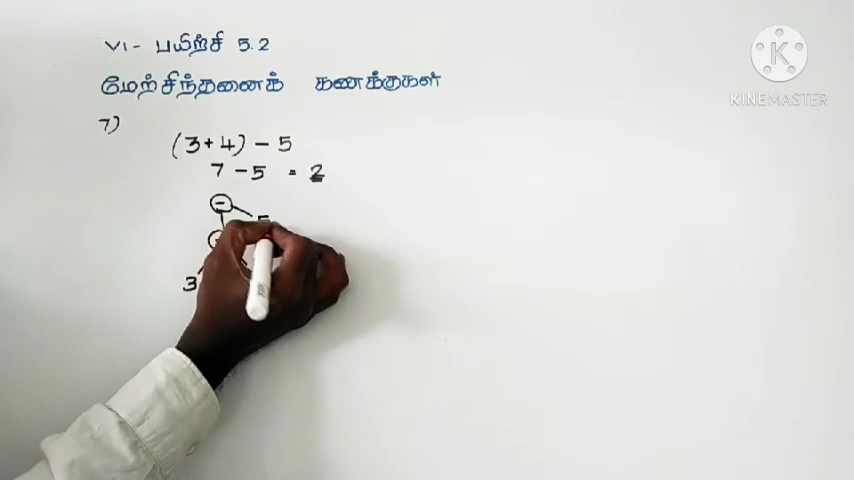 VI - பயிற்சி 5.2
மேற்சிந்தனைக் கணக்குகள்
7)
(3+4) - 5
7 - 5 = 2
-
5
3
K
KINEMASTER